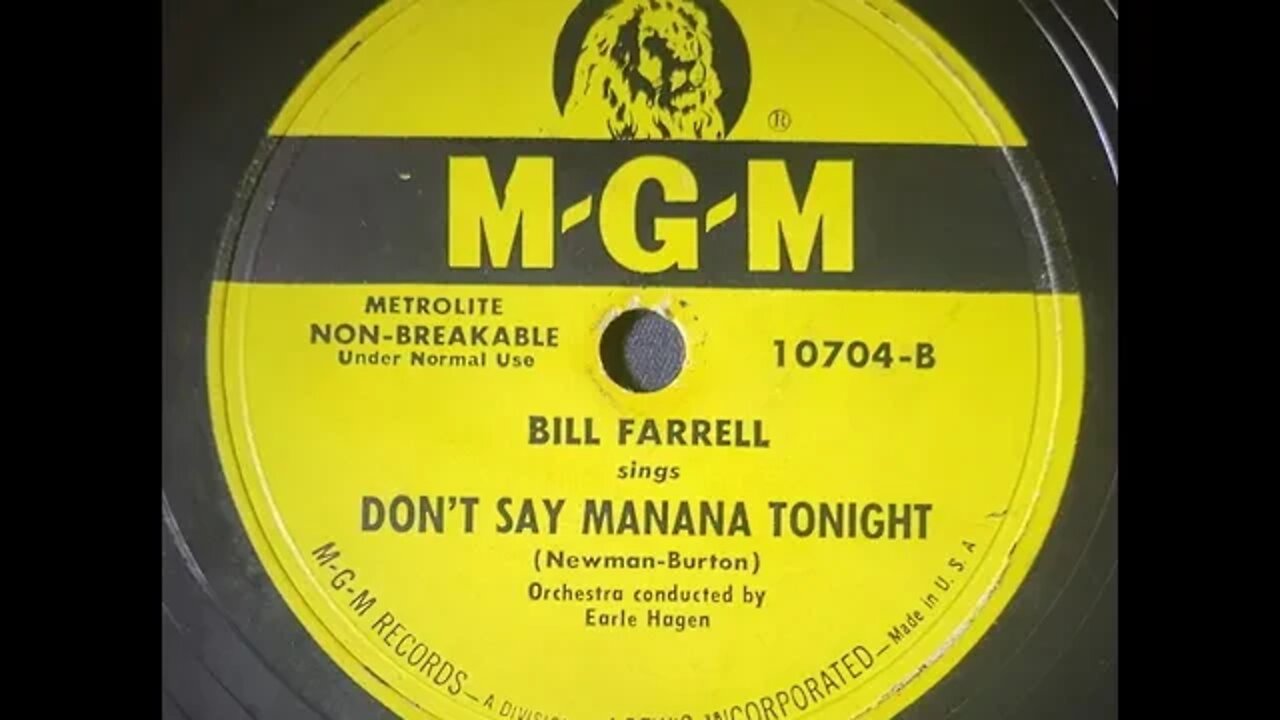 ®
M-G-M
METROLITE
NON-BREAKABLE
Under Normal Use
10704-B
BILL FARRELL
sings
DON'T SAY MANANA TONIGHT
(Newman-Burton)
Orchestra conducted by
Earle Hagen
M-G-M RECORDS—A DIVISION INCORPORATED—Made in U. S. A